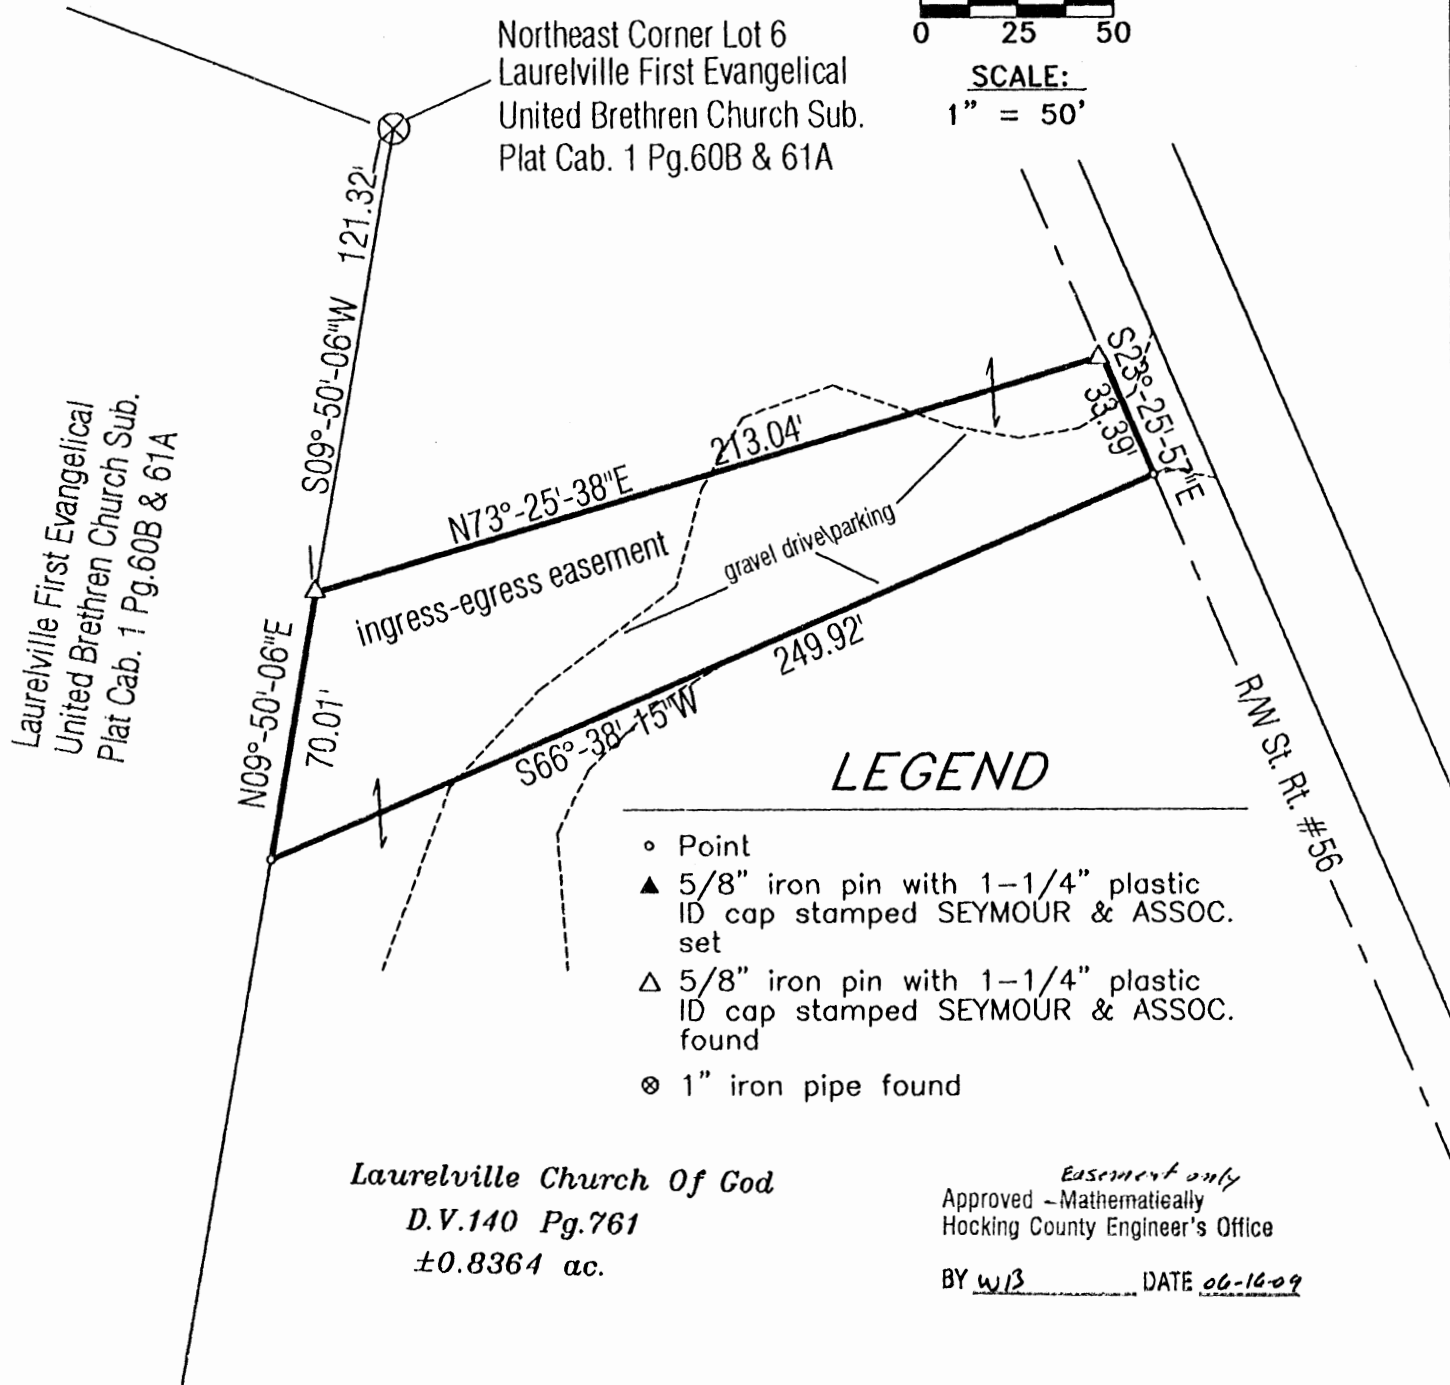 Northeast Corner Lot 6
Laurelville First Evangelical
United Brethren Church Sub.
Plat Cab. 1 Pg.60B & 61A
0 25 50
SCALE:
1" = 50'
S09°-50'-06"W 121.32'
Laurelville First Evangelical
United Brethren Church Sub.
Plat Cab. 1 Pg.60B & 61A
N73°-25'-38"E
213.04'
S23°-25'-57"E
33.39'
ingress-egress easement
gravel drive\parking
N09°-50'-06"E
70.01'
S66°-38'-15"W
249.92'
R/W St. Rt. #56
LEGEND
Point
5/8" iron pin with 1-1/4" plastic
ID cap stamped SEYMOUR & ASSOC.
set
5/8" iron pin with 1-1/4" plastic
ID cap stamped SEYMOUR & ASSOC.
found
1" iron pipe found
Laurelville Church Of God
D.V.140 Pg.761
±0.8364 ac.
Easement only
Approved - Mathematically
Hocking County Engineer's Office
BY WB DATE 06-16-09